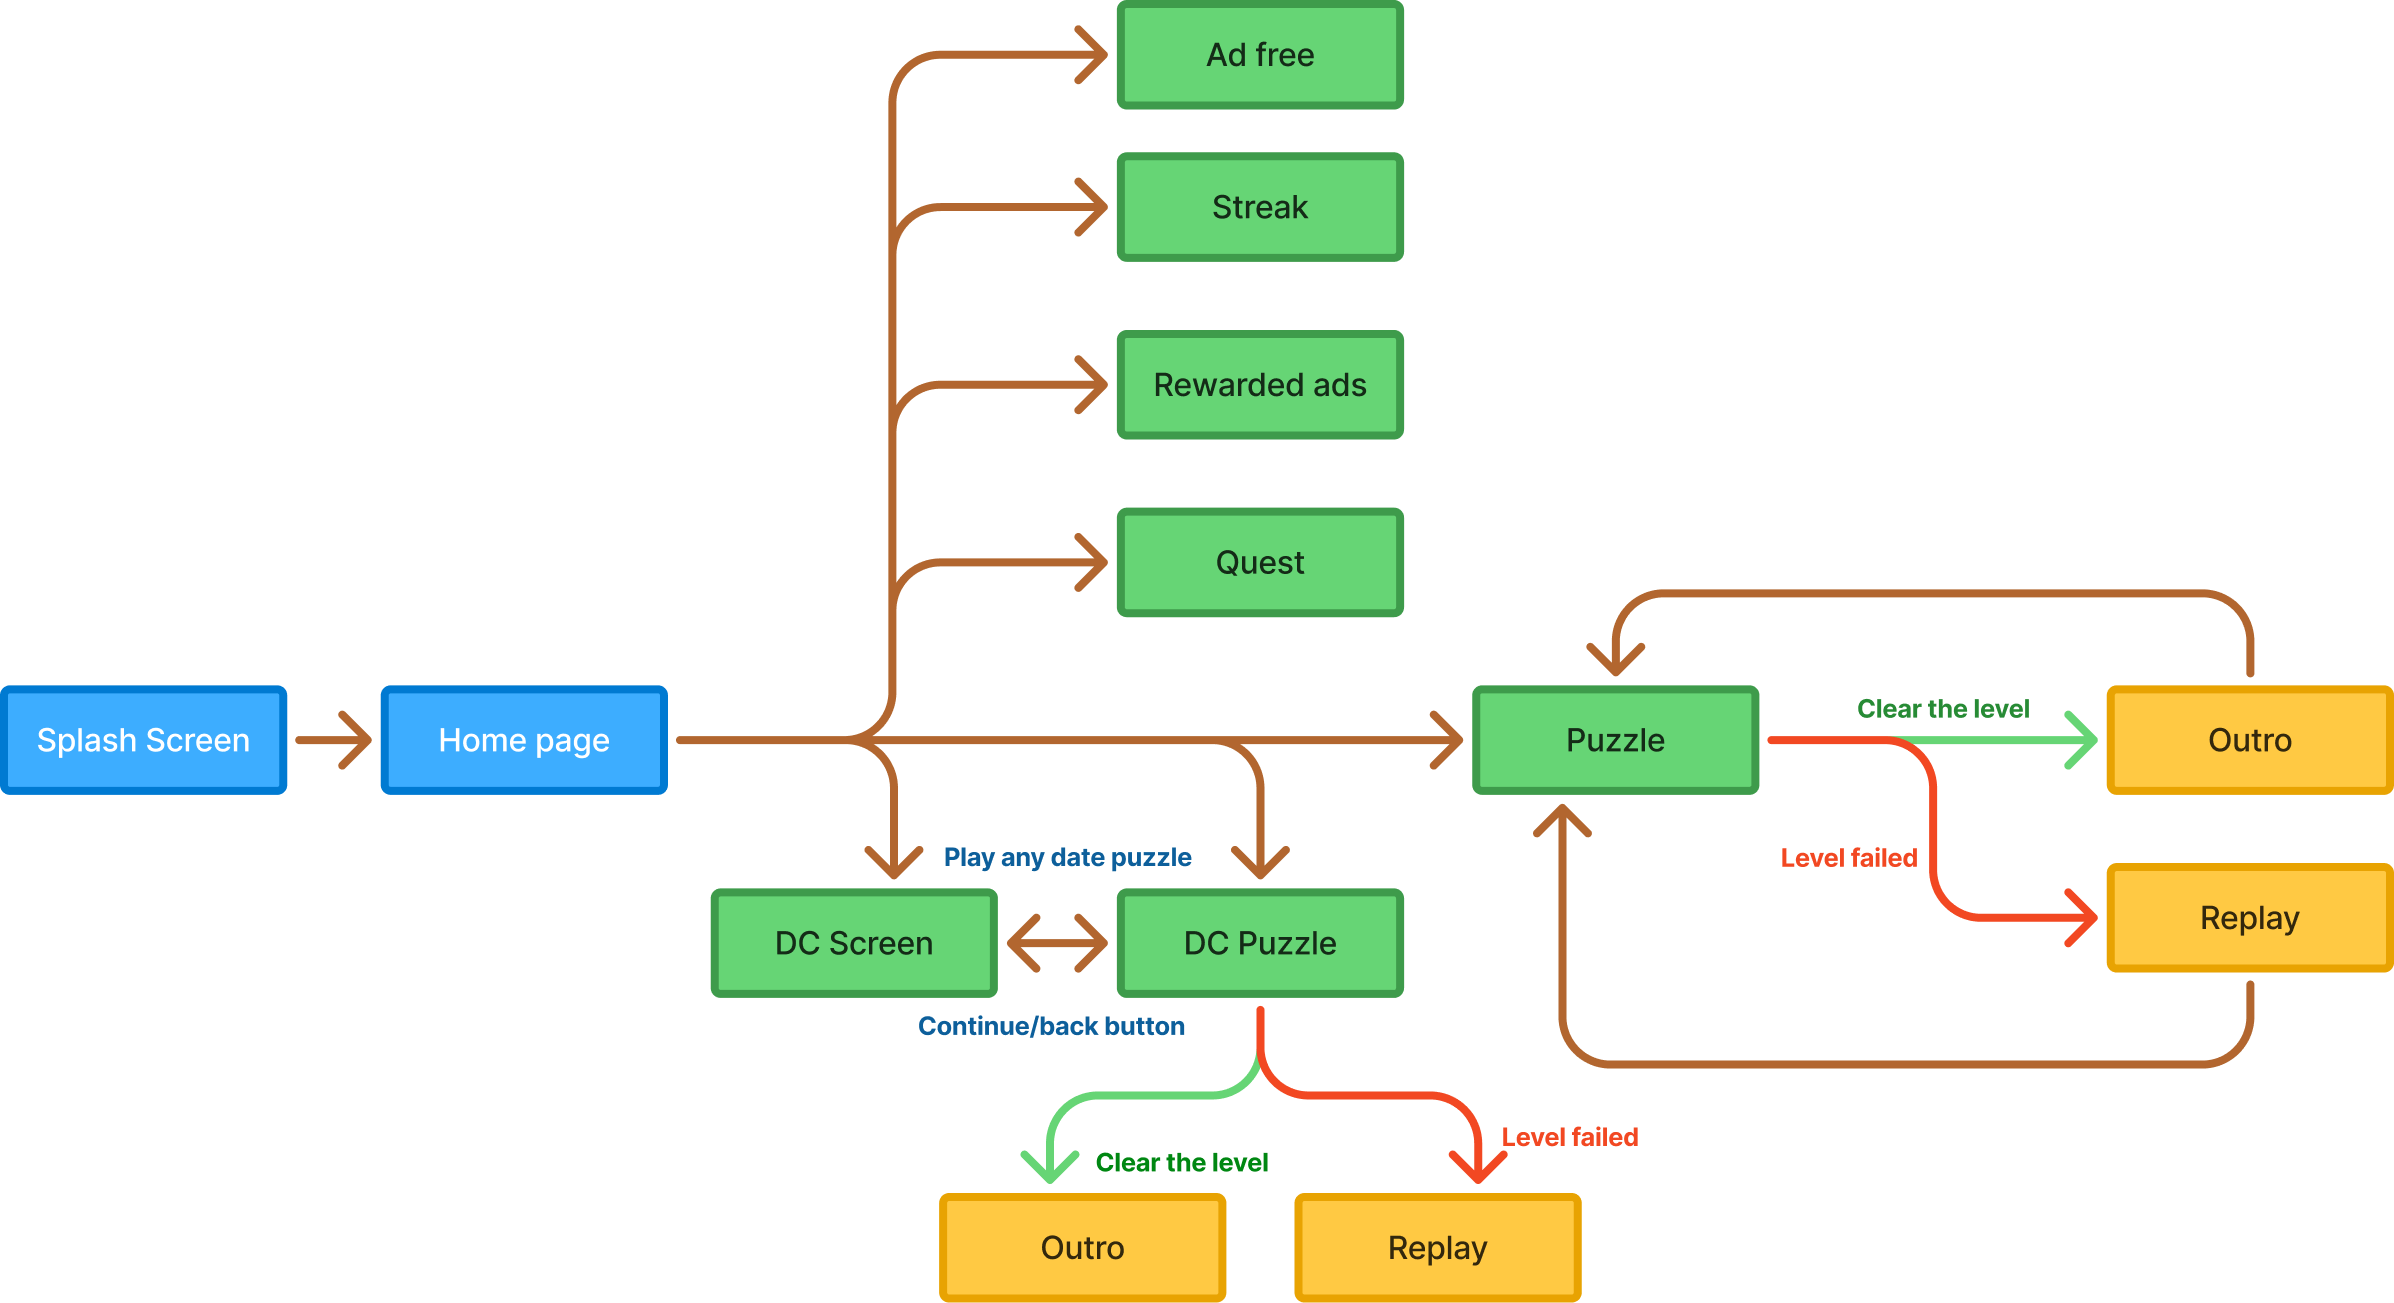 Ad free
Streak
Rewarded ads
Quest
Splash Screen
Home page
Puzzle
Clear the level
Outro
Level failed
Replay
Play any date puzzle
DC Screen
DC Puzzle
Continue/back button
Clear the level
Level failed
Outro
Replay